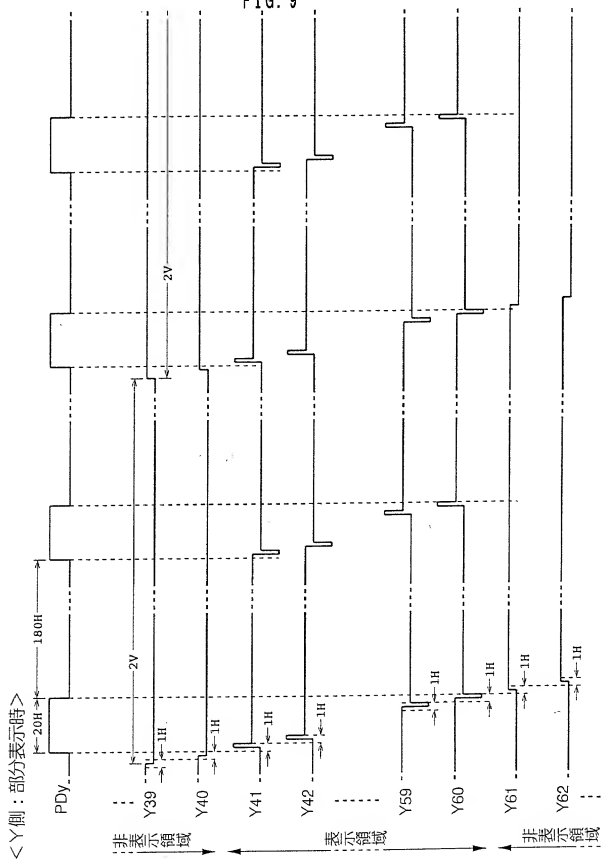 FIG. 9
<Y側：部分表示時>
20H
180H
PDy
2V
2V
非表示領域
Y39
1H
Y40
1H
表示領域
Y41
1H
Y42
1H
Y59
1H
Y60
1H
非表示領域
Y61
1H
Y62
1H